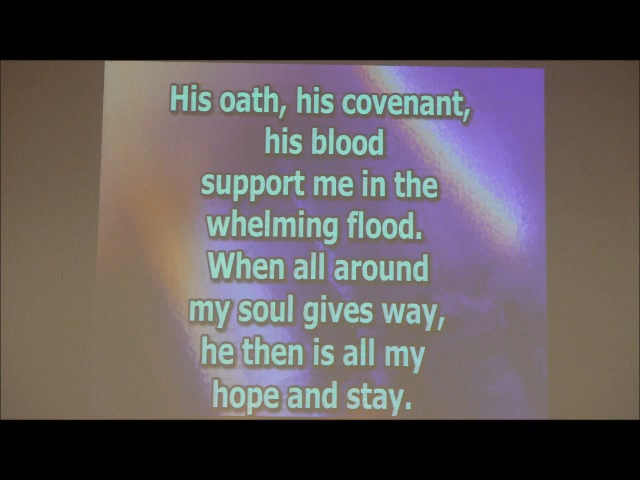 His oath, his covenant,
his blood
support me in the
whelming flood.
When all around
my soul gives way,
he then is all my
hope and stay.